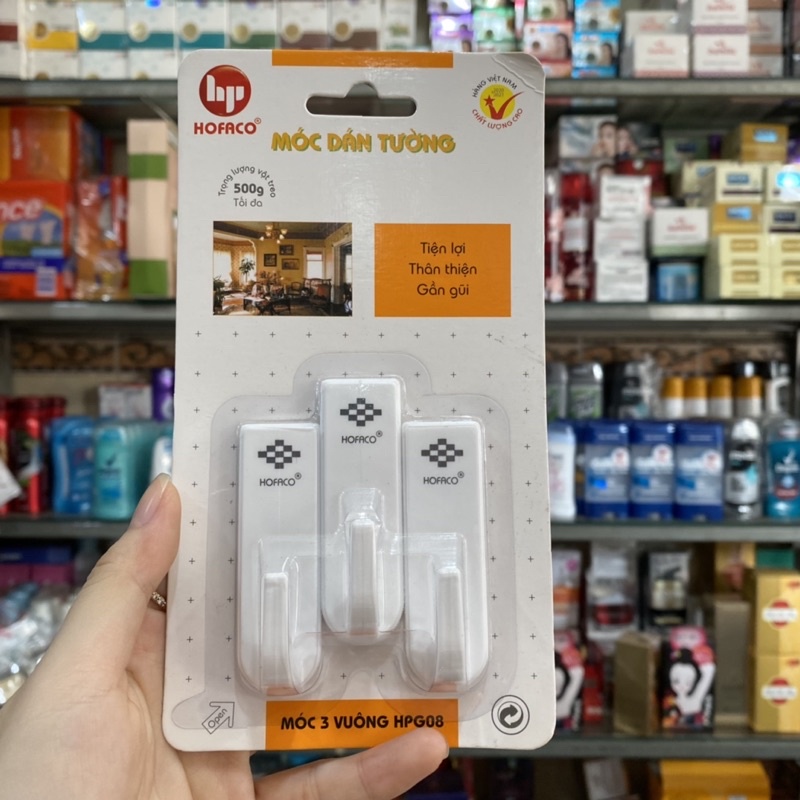 hp
HOFACO®
MÓC DÁN TƯỜNG
HÀNG VIỆT NAM
CHẤT LƯỢNG CAO
Trọng lượng vật treo
500g
Tối đa
Tiện lợi
Thân thiện
Gần gũi
HOFACO®
HOFACO®
HOFACO®
Open
MÓC 3 VUÔNG HPG08
nce